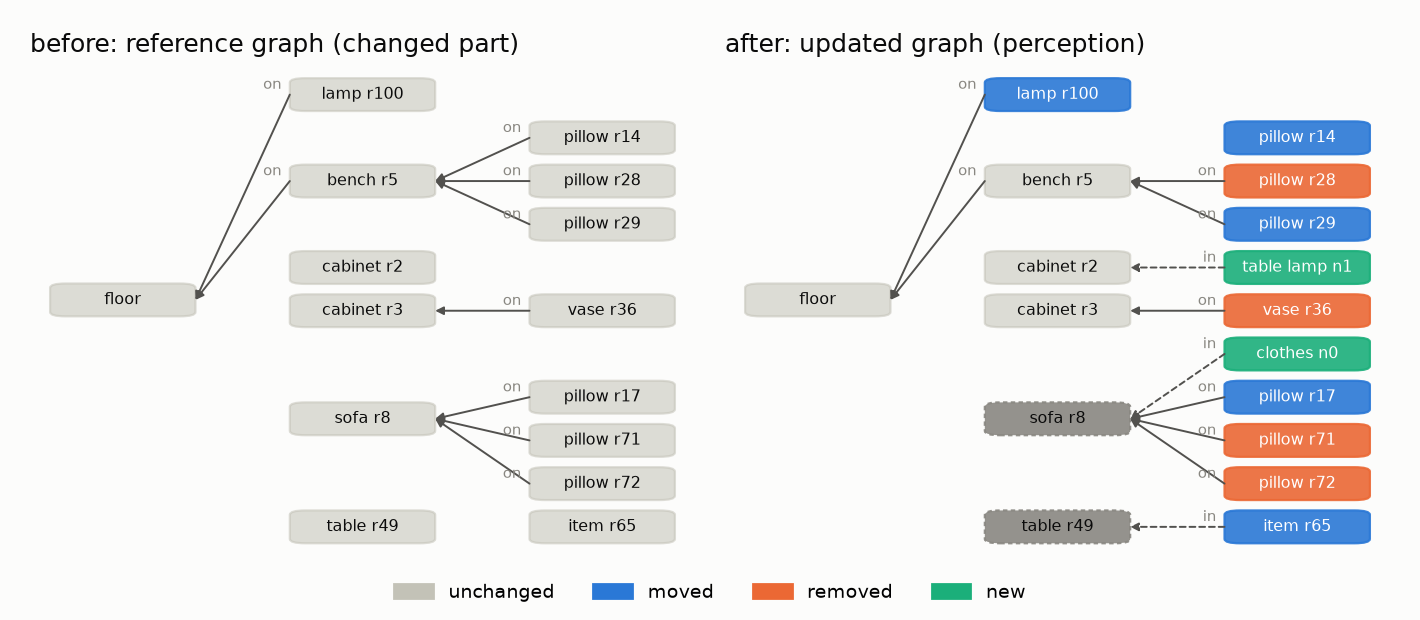 before: reference graph (changed part)
on
lamp r100
on
pillow r14
on
bench r5
on
pillow r28
on
pillow r29
cabinet r2
floor
cabinet r3
on
vase r36
on
pillow r17
sofa r8
on
pillow r71
on
pillow r72
table r49
item r65
after: updated graph (perception)
on
lamp r100
pillow r14
on
bench r5
on
pillow r28
on
pillow r29
cabinet r2
in
table lamp n1
floor
cabinet r3
on
vase r36
in
clothes n0
on
pillow r17
sofa r8
on
pillow r71
on
pillow r72
table r49
in
item r65
unchanged
moved
removed
new